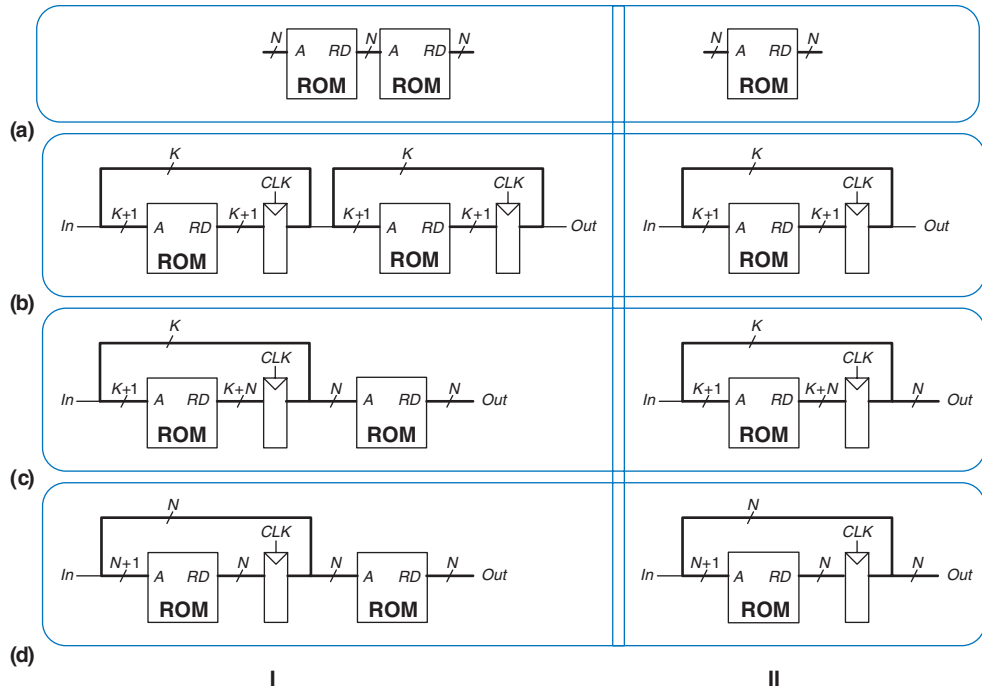 N N N N N
A RD A RD A RD
ROM ROM ROM
(a)
K K K
CLK CLK CLK
In K+1 A RD K+1 K+1 A RD K+1 Out In K+1 A RD K+1 Out
ROM ROM ROM
(b)
K K
CLK CLK
In K+1 A RD K+N N A RD N Out In K+1 A RD K+N N Out
ROM ROM ROM
(c)
N N
CLK CLK
In N+1 A RD N N A RD N Out In N+1 A RD N N Out
ROM ROM ROM
(d)
I II